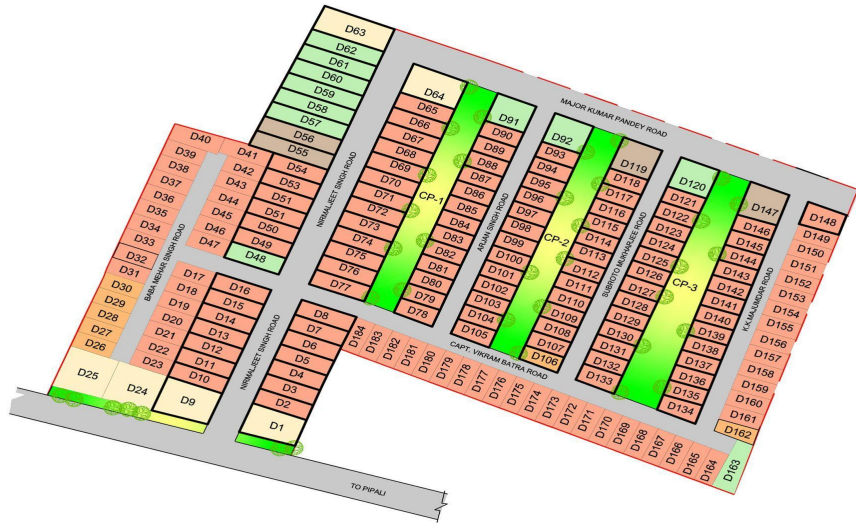 D63
D62
D61
D60
D59
D58
D57
D56
D55
D54
D53
D51
D51
D50
D49
D48
D40
D41
D39
D38
D37
D36
D35
D34
D33
D32
D31
D30
D29
D28
D27
D26
D25
D24
D42
D43
D44
D45
D46
D47
BABA MEHAR SINGH ROAD
D17
D18
D19
D20
D21
D22
D23
D16
D15
D14
D13
D12
D11
D10
D9
NIRMALJEET SINGH ROAD
NIRMALJEET SINGH ROAD
D8
D7
D6
D5
D4
D3
D2
D1
D64
D65
D66
D67
D68
D69
D70
D71
D72
D73
D74
D75
D76
D77
CP-1
D91
D90
D89
D88
D87
D86
D85
D84
D83
D82
D81
D80
D79
D78
ARJAN SINGH ROAD
MAJOR KUMAR PANDEY ROAD
D92
D93
D94
D95
D96
D97
D98
D99
D100
D101
D102
D103
D104
D105
CP-2
D119
D118
D117
D116
D115
D114
D113
D112
D111
D110
D109
D108
D107
D106
SUBROTO MUKHARJEE ROAD
D120
D121
D122
D123
D124
D125
D126
D127
D128
D129
D130
D131
D132
D133
CP-3
D147
D146
D145
D144
D143
D142
D141
D140
D139
D138
D137
D136
D135
D134
K.K.MAJUMDAR ROAD
D148
D149
D150
D151
D152
D153
D154
D155
D156
D157
D158
D159
D160
D161
D162
D163
CAPT. VIKRAM BATRA ROAD
D184
D183
D182
D181
D180
D179
D178
D177
D176
D175
D174
D173
D172
D171
D170
D169
D168
D167
D166
D165
D164
TO PIPALI